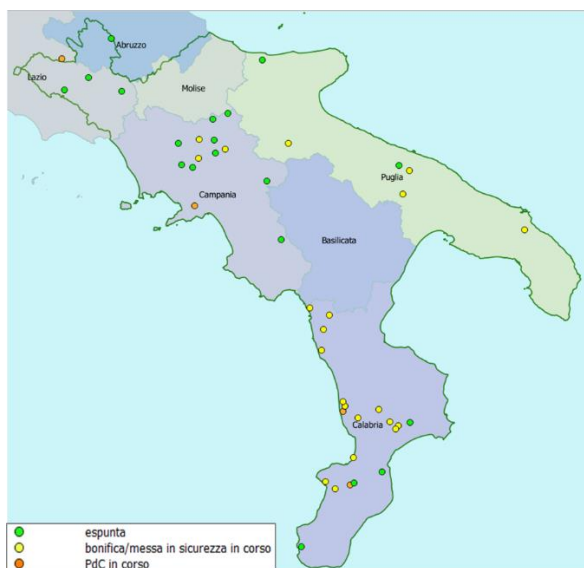 Abruzzo
Lazio
Molise
Puglia
Campania
Basilicata
Calabria
espunta
bonifica/messa in sicurezza in corso
PdC in corso